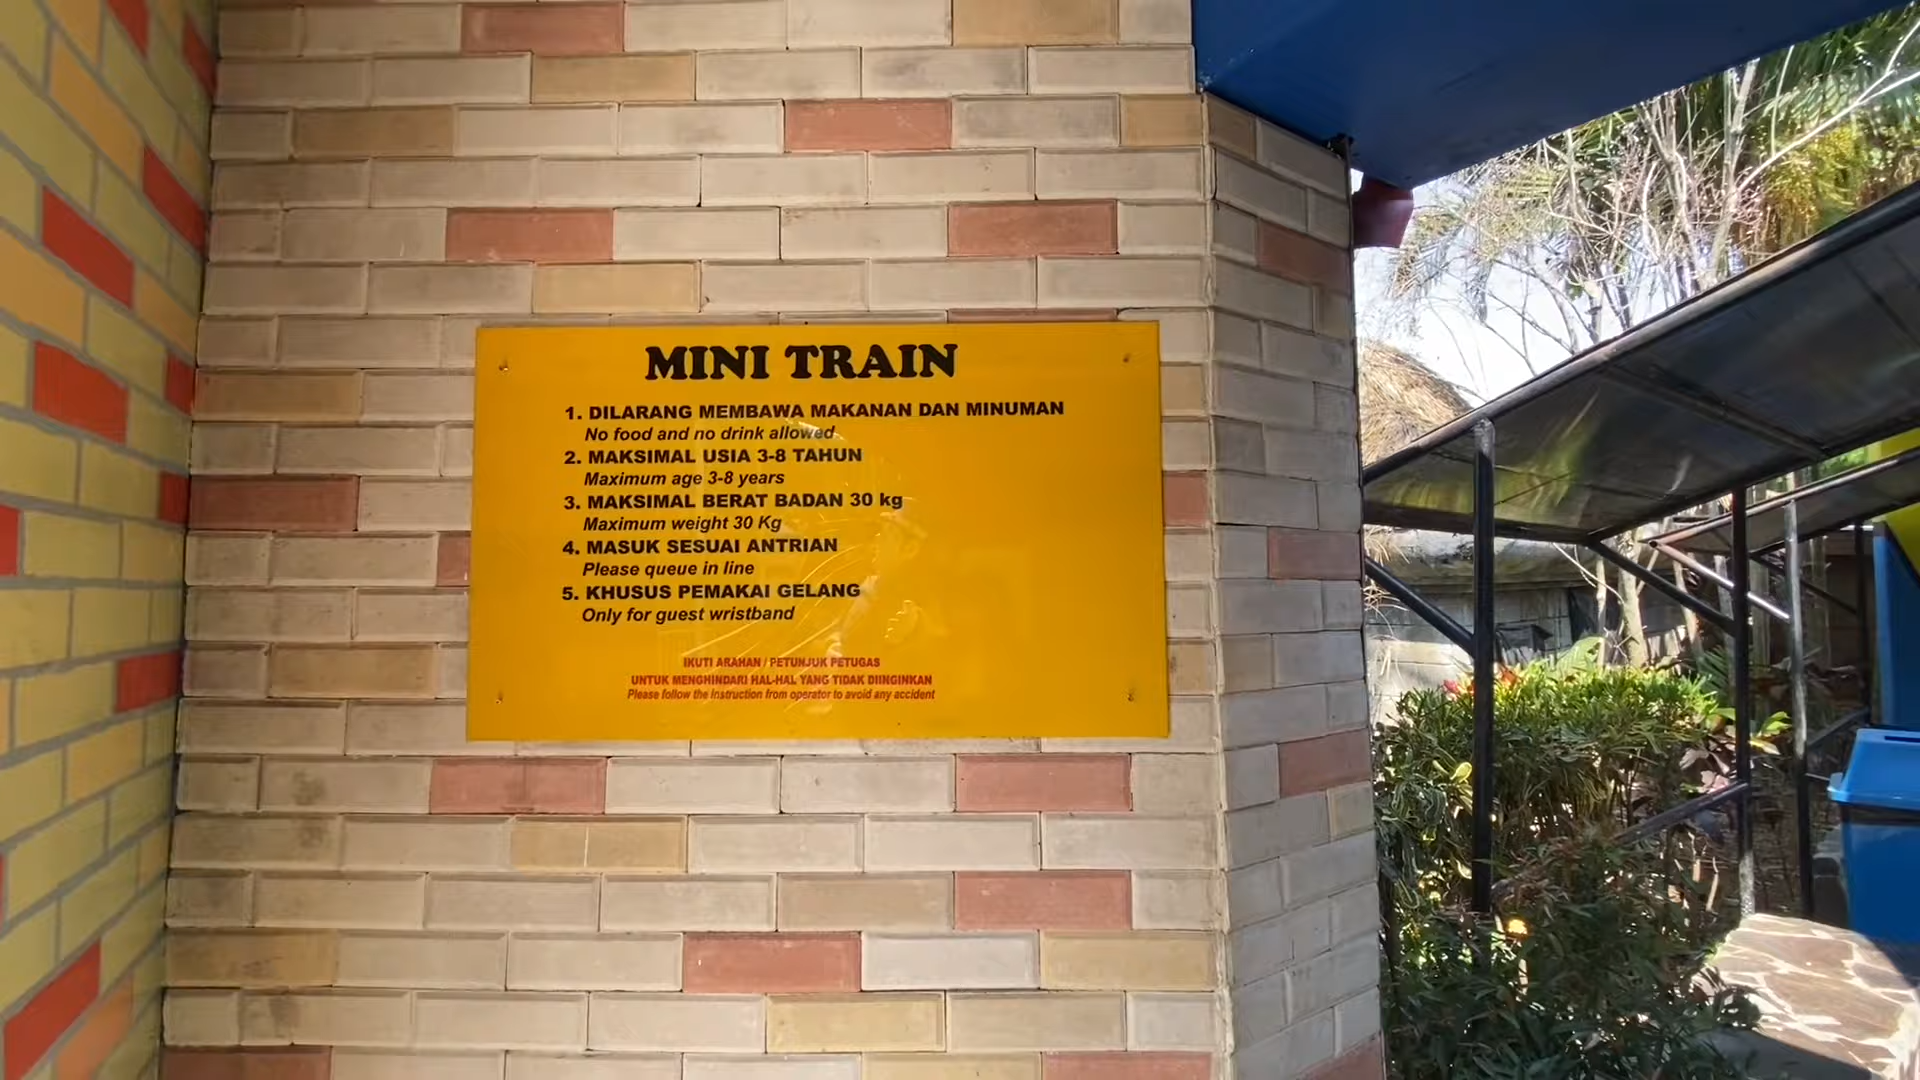 MINI TRAIN
1. DILARANG MEMBAWA MAKANAN DAN MINUMAN
No food and no drink allowed
2. MAKSIMAL USIA 3-8 TAHUN
Maximum age 3-8 years
3. MAKSIMAL BERAT BADAN 30 kg
Maximum weight 30 Kg
4. MASUK SESUAI ANTRIAN
Please queue in line
5. KHUSUS PEMAKAI GELANG
Only for guest wristband
IKUTI ARAHAN / PETUNJUK PETUGAS
UNTUK MENGHINDARI HAL-HAL YANG TIDAK DIINGINKAN
Please follow the instruction from operator to avoid any accident